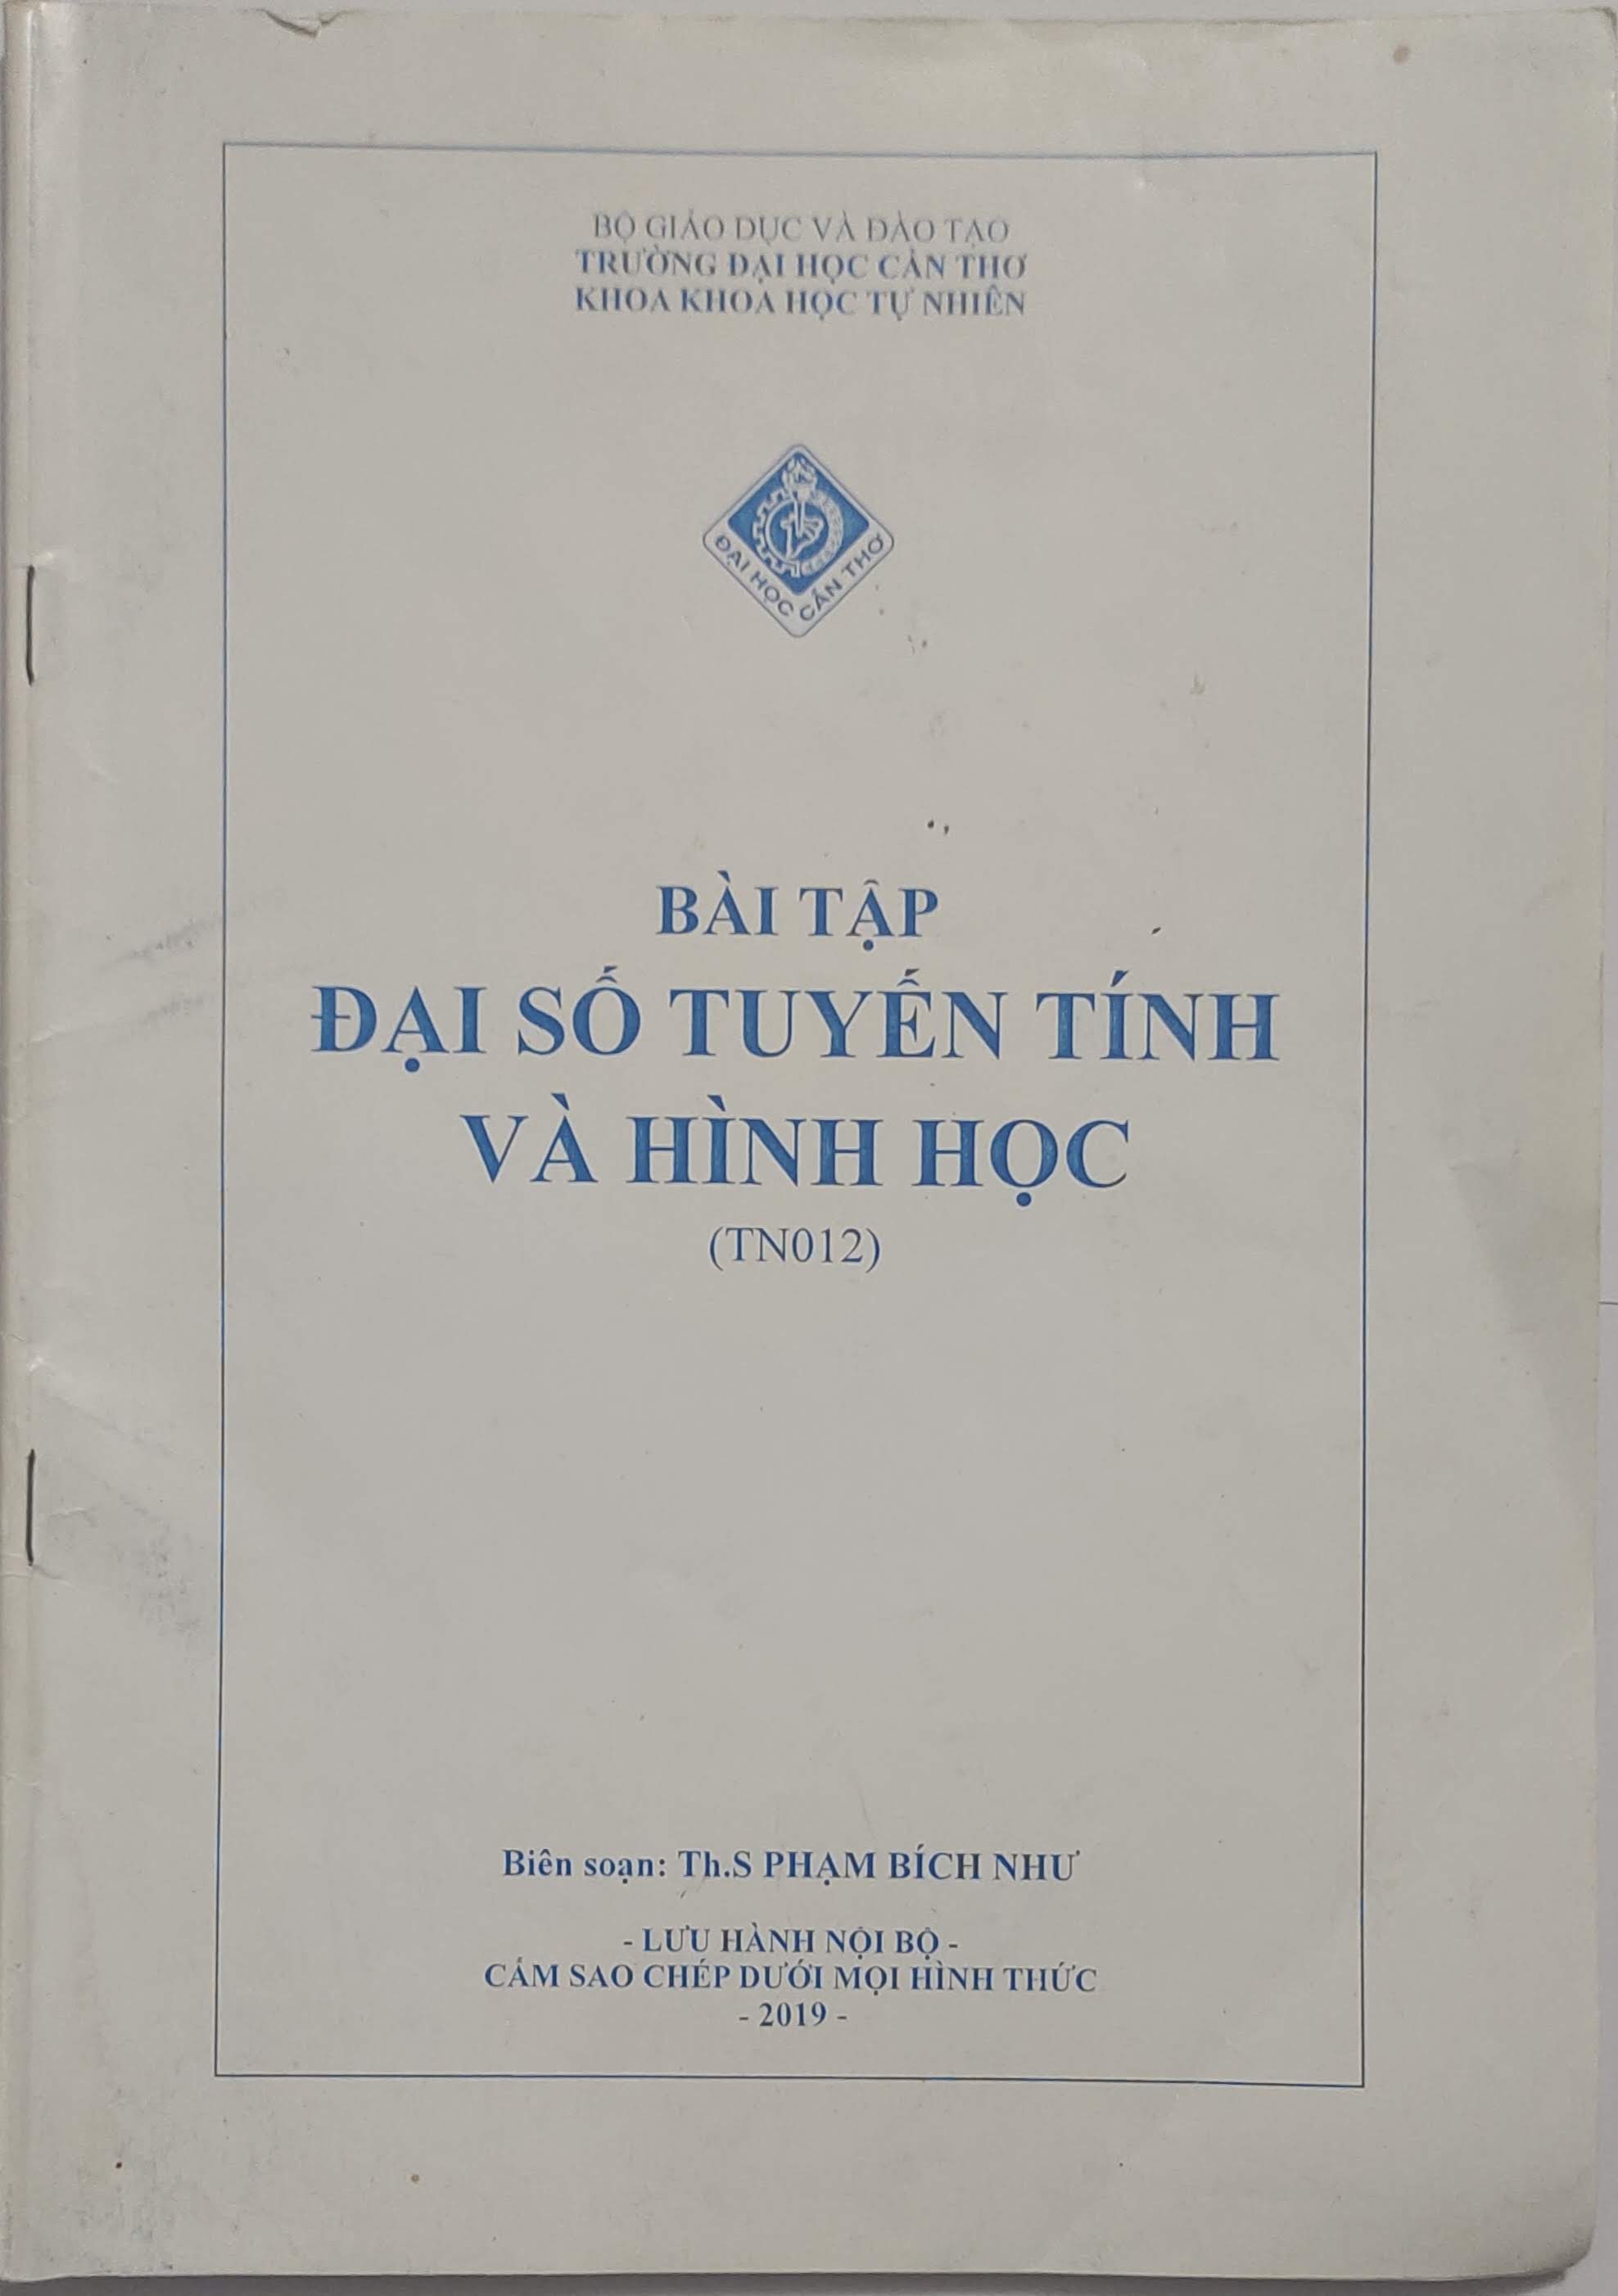 BỘ GIÁO DỤC VÀ ĐÀO TẠO
TRƯỜNG ĐẠI HỌC CẦN THƠ
KHOA KHOA HỌC TỰ NHIÊN
ĐẠI HỌC CẦN THƠ
BÀI TẬP
ĐẠI SỐ TUYẾN TÍNH
VÀ HÌNH HỌC
(TN012)
Biên soạn: Th.S PHẠM BÍCH NHƯ
- LƯU HÀNH NỘI BỘ -
CẤM SAO CHÉP DƯỚI MỌI HÌNH THỨC
- 2019 -